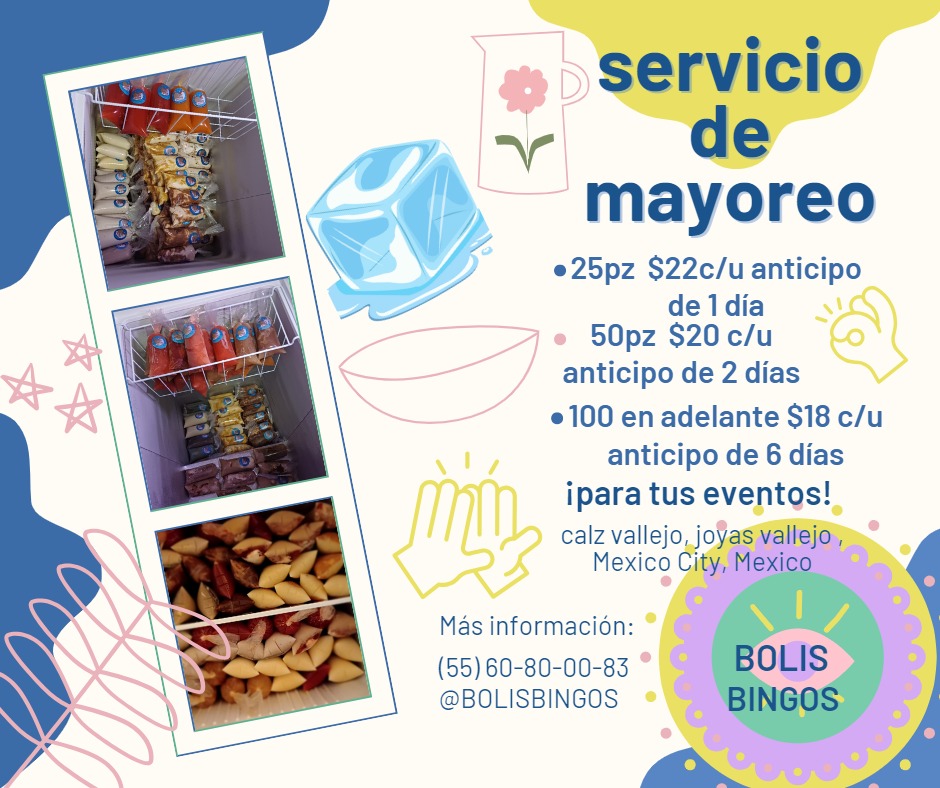 servicio
de
mayoreo
•25pz $22c/u anticipo
de 1 día
• 50pz $20 c/u
anticipo de 2 días
•100 en adelante $18 c/u
anticipo de 6 días
¡para tus eventos!
calz vallejo, joyas vallejo ,
Mexico City, Mexico
Más información:
(55) 60-80-00-83
@BOLISBINGOS
BOLIS
BINGOS